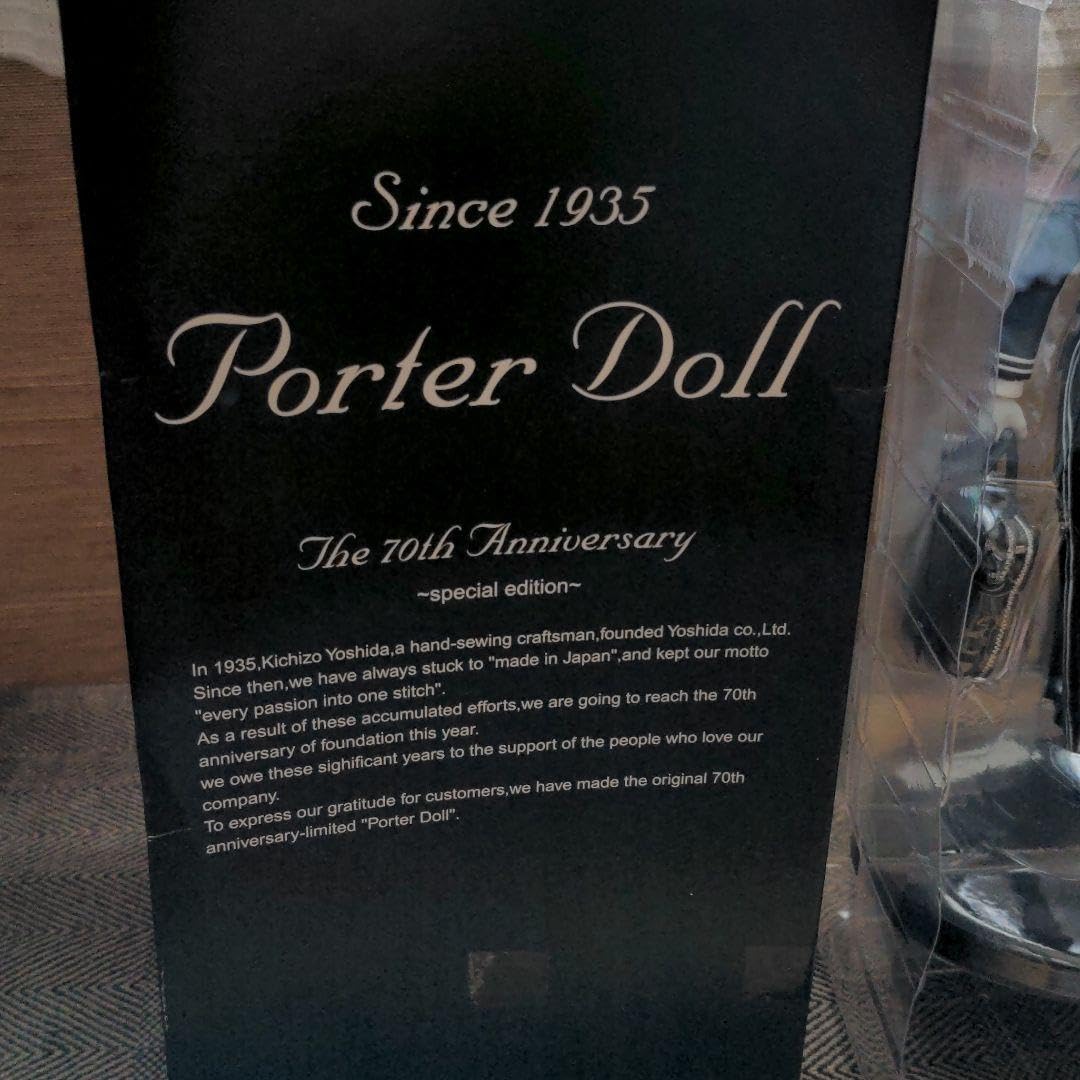 Since 1935
Porter Doll
The 70th Anniversary
~special edition~
In 1935,Kichizo Yoshida,a hand-sewing craftsman,founded Yoshida co.,Ltd.
Since then,we have always stuck to "made in Japan",and kept our motto
"every passion into one stitch".
As a result of these accumulated efforts,we are going to reach the 70th
anniversary of foundation this year.
we owe these sighificant years to the support of the people who love our
company.
To express our gratitude for customers,we have made the original 70th
anniversary-limited "Porter Doll".